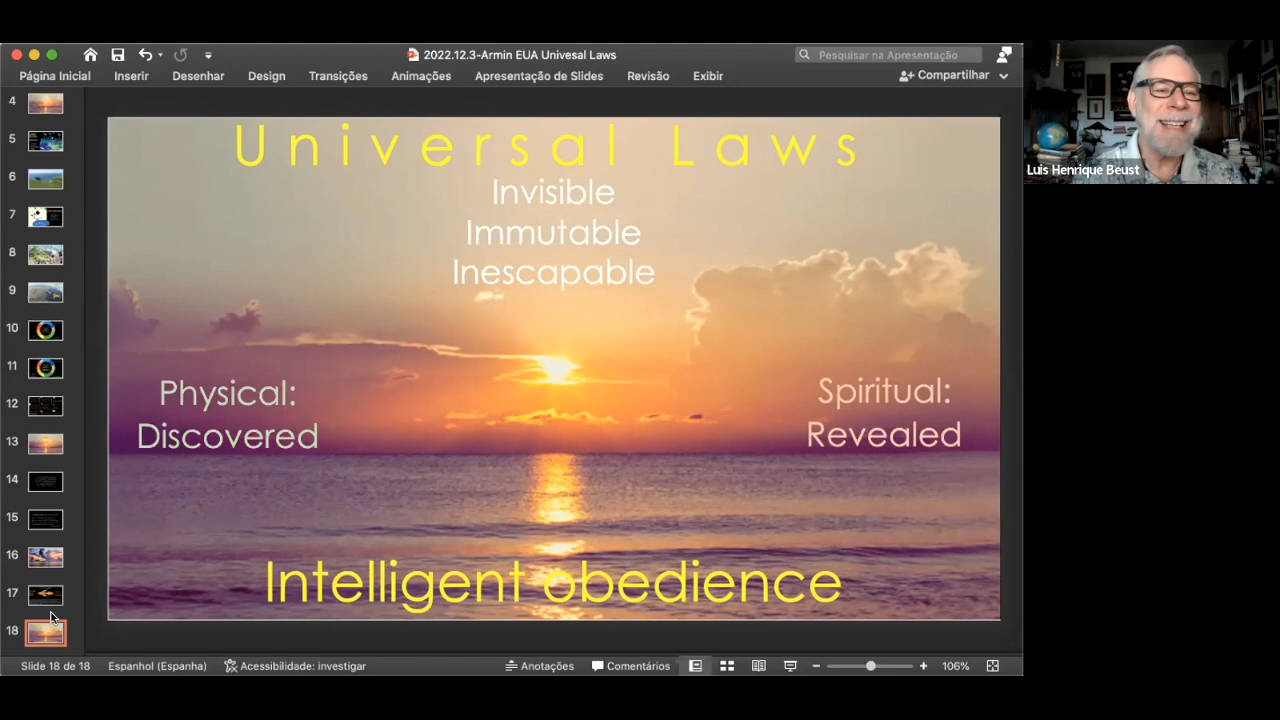 2022.12.3-Armin EUA Univesal Laws
Pesquisar na Apresentação
Página Inicial
Inserir
Desenhar
Design
Transições
Animações
Apresentação de Slides
Revisão
Exibir
Compartilhar
4
5
6
7
8
9
10
11
12
13
14
15
16
17
18
Universal Laws
Invisible
Immutable
Inescapable
Physical:
Discovered
Spiritual:
Revealed
Intelligent obedience
Luis Henrique Beust
Slide 18 de 18
Espanhol (Espanha)
Acessibilidade: investigar
Anotações
Comentários
106%